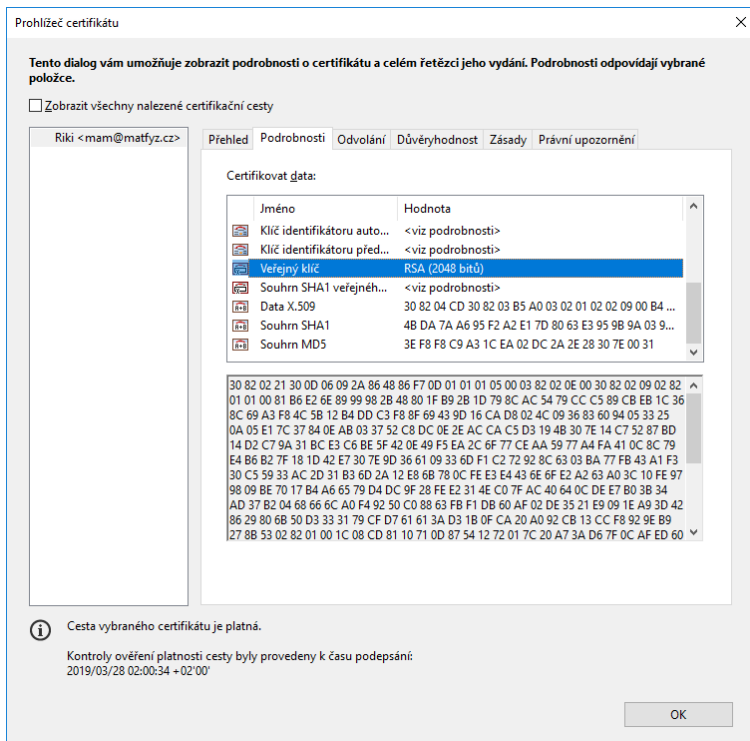 Prohlížeč certifikátu
Tento dialog vám umožňuje zobrazit podrobnosti o certifikátu a celém řetězci jeho vydání. Podrobnosti odpovídají vybrané
položce.
Zobrazit všechny nalezené certifikační cesty
Riki <mam@matfyz.cz>
Přehled Podrobnosti Odvolání Důvěryhodnost Zásady Právní upozornění
Certifikovat data:
Jméno Hodnota
Klíč identifikátoru auto... <viz podrobnosti>
Klíč identifikátoru před... <viz podrobnosti>
Veřejný klíč RSA (2048 bitů)
Souhrn SHA1 veřejnéh... <viz podrobnosti>
Data X.509 30 82 04 CD 30 82 03 B5 A0 03 02 01 02 02 09 00 B4 ...
Souhrn SHA1 4B DA 7A A6 95 F2 A2 E1 7D 80 63 E3 95 9B 9A 03 9...
Souhrn MD5 3E F8 F8 C9 A3 1C EA 02 DC 2A 2E 28 30 7E 00 31
30 82 02 21 30 0D 06 09 2A 86 48 86 F7 0D 01 01 01 05 00 03 82 02 0E 00 30 82 02 09 02 82
01 01 00 81 B6 E2 6E 89 99 98 2B 48 80 1F B9 2B 1D 79 8C AC 54 79 CC C5 89 CB EB 1C 36
8C 69 A3 F8 4C 5B 12 B4 DD C3 F8 8F 69 43 9D 16 CA D8 02 4C 09 36 83 60 94 05 33 25
0A 05 E1 7C 37 84 0E AB 03 37 52 C8 DC 0E 2E AC CA C5 D3 19 4B 30 7E 14 C7 52 87 BD
14 D2 C7 9A 31 BC E3 C6 BE 5F 42 0E 49 F5 EA 2C 6F 77 CE AA 59 77 A4 FA 41 0C 8C 79
E4 B6 B2 7F 18 1D 42 E7 30 7E 9D 36 61 09 33 6D F1 C2 72 92 8C 63 03 BA 77 FB 43 A1 F3
30 C5 59 33 AC 2D 31 B3 6D 2A 12 E8 6B 78 0C FE E3 E4 43 6E 6F E2 A2 63 A0 3C 10 FE 97
98 09 BE 70 17 B4 A6 65 79 D4 DC 9F 28 FE E2 31 4E C0 7F AC 40 64 0C DE E7 B0 3B 34
AD 37 B2 04 68 66 6C A0 F4 92 50 C0 88 63 FB F1 DB 60 AF 02 DE 35 21 E9 09 1E A9 3D 42
86 29 80 6B 50 D3 33 31 79 CF D7 61 61 3A D3 1B 0F CA 20 A0 92 CB 13 CC F8 92 9E B9
27 8B 53 02 82 01 00 1C 08 CD 81 10 71 0D 87 54 12 72 01 7C 20 A7 3A D6 7F 0C AF ED 60
Cesta vybraného certifikátu je platná.
Kontroly ověření platnosti cesty byly provedeny k času podepsání:
2019/03/28 02:00:34 +02'00'
OK